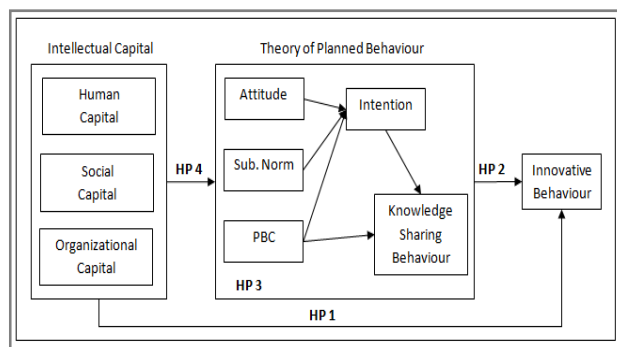 Intellectual Capital
Human
Capital
Social
Capital
Organizational
Capital
HP 4
Theory of Planned Behaviour
Attitude
Intention
Sub. Norm
PBC
Knowledge
Sharing
Behaviour
HP 3
HP 2
Innovative
Behaviour
HP 1